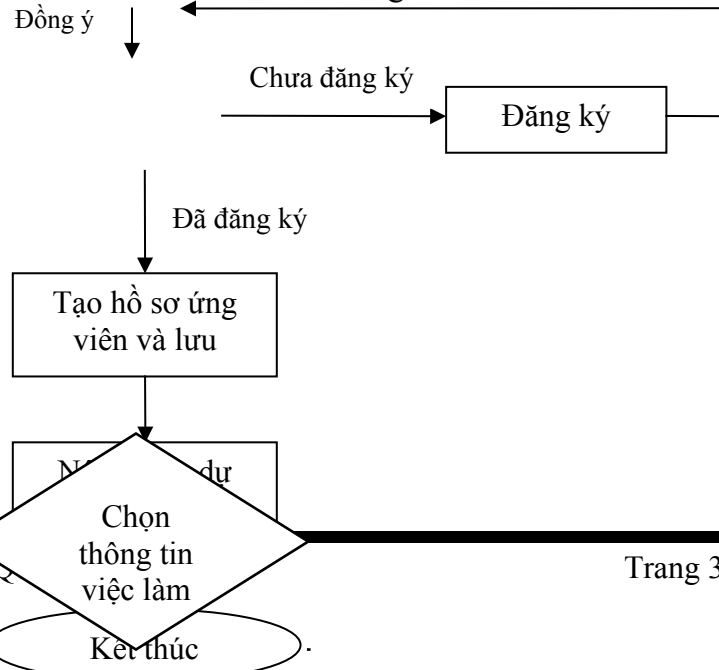 Đồng ý
Chưa đăng ký
Đăng ký
Đã đăng ký
Tạo hồ sơ ứng
viên và lưu
dự
Chọn
thông tin
việc làm
Trang 3
Kết thúc